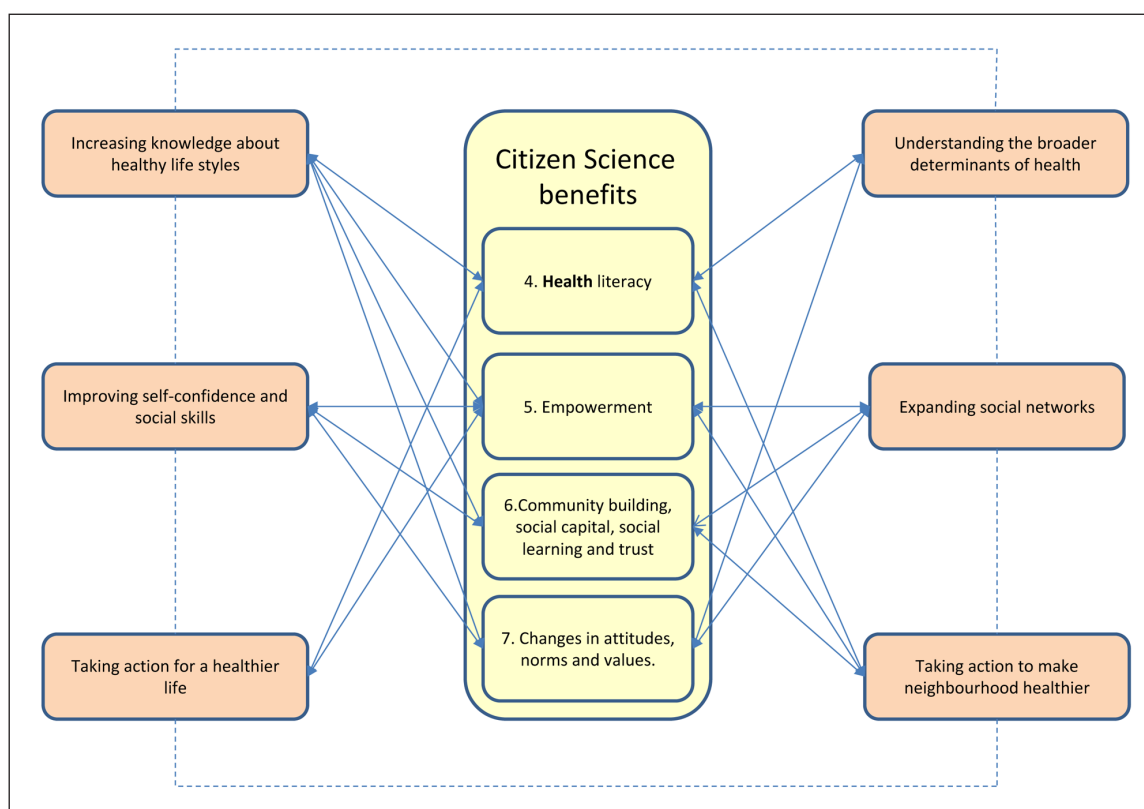 Increasing knowledge about
healthy life styles
Improving self-confidence and
social skills
Taking action for a healthier
life
Citizen Science
benefits
4. Health literacy
5. Empowerment
6.Community building,
social capital, social
learning and trust
7. Changes in attitudes,
norms and values.
Understanding the broader
determinants of health
Expanding social networks
Taking action to make
neighbourhood healthier